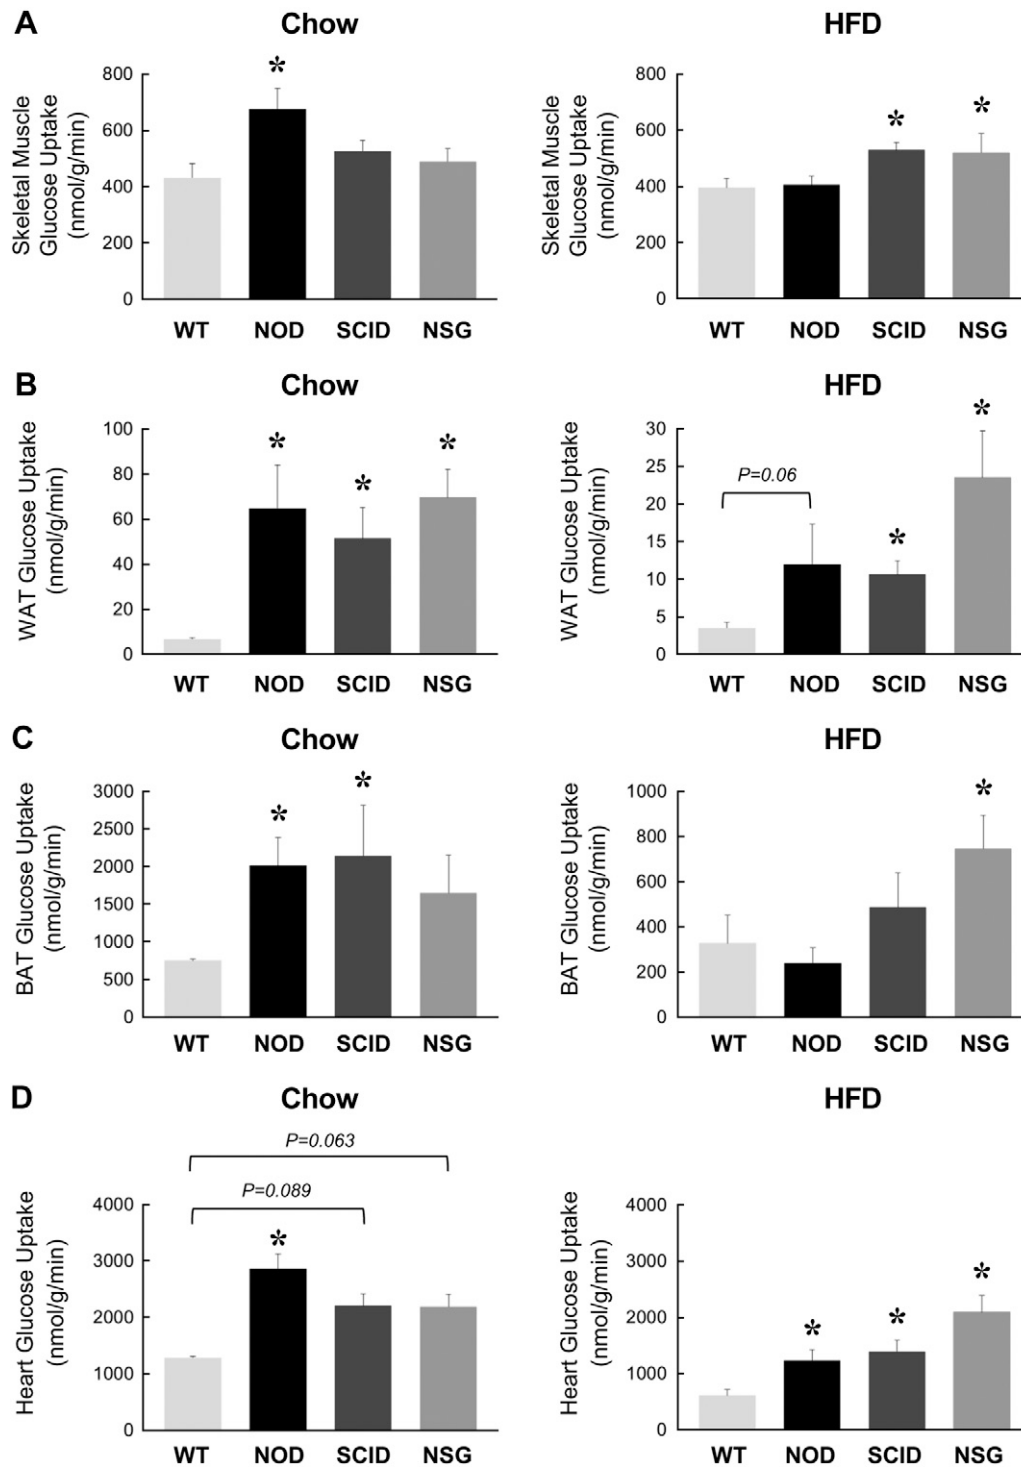 A
Chow
HFD
Skeletal Muscle
Glucose Uptake
(nmol/g/min)
800
600
400
200
0
*
WT NOD SCID NSG
Skeletal Muscle
Glucose Uptake
(nmol/g/min)
800
600
400
200
0
* *
WT NOD SCID NSG
B
Chow
HFD
WAT Glucose Uptake
(nmol/g/min)
100
80
60
40
20
0
* * *
WT NOD SCID NSG
WAT Glucose Uptake
(nmol/g/min)
30
25
20
15
10
5
0
P=0.06
* *
WT NOD SCID NSG
C
Chow
HFD
BAT Glucose Uptake
(nmol/g/min)
3000
2500
2000
1500
1000
500
0
* *
WT NOD SCID NSG
BAT Glucose Uptake
(nmol/g/min)
1000
800
600
400
200
0
*
WT NOD SCID NSG
D
Chow
HFD
Heart Glucose Uptake
(nmol/g/min)
P=0.063
P=0.089
4000
3000
2000
1000
0
*
WT NOD SCID NSG
Heart Glucose Uptake
(nmol/g/min)
4000
3000
2000
1000
0
* * *
WT NOD SCID NSG